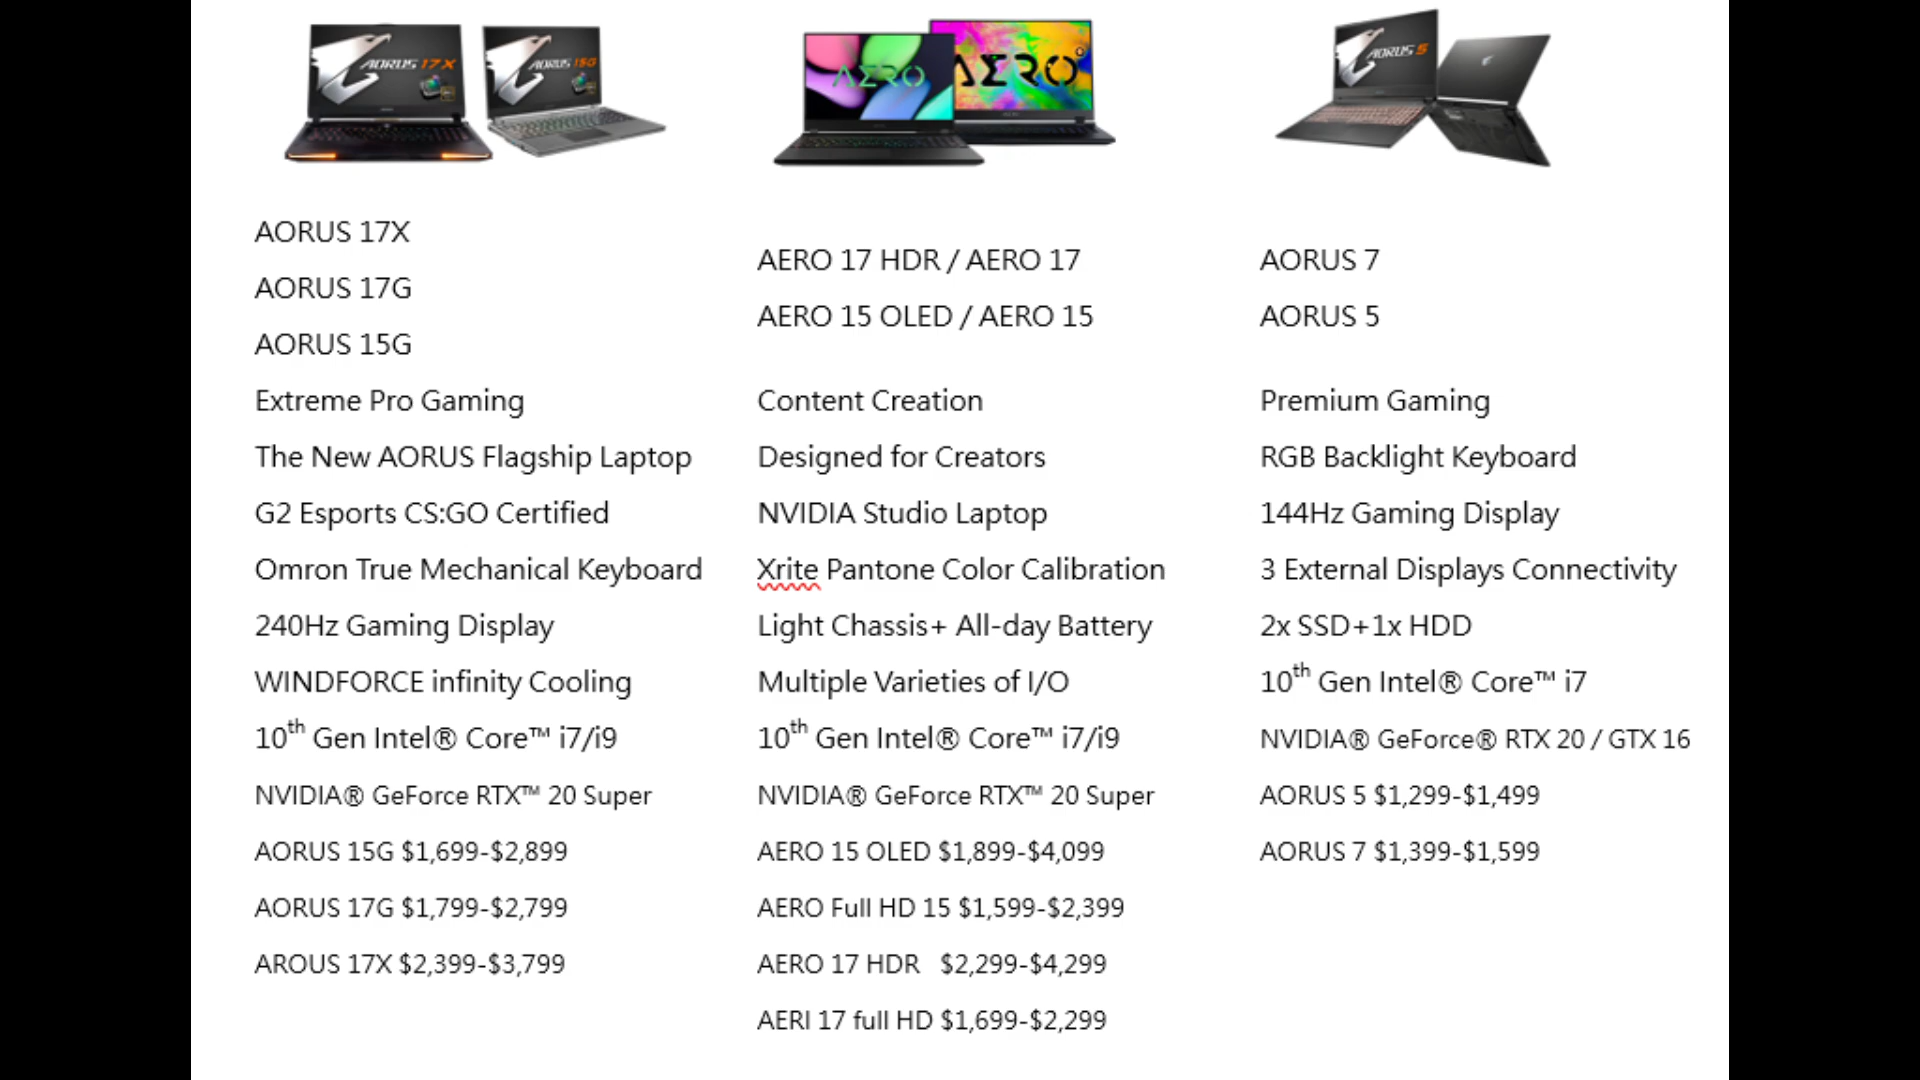 AORUS 17X
AORUS 15G
AERO
AERO
AORUS 5
AORUS 17X
AORUS 17G
AORUS 15G
Extreme Pro Gaming
The New AORUS Flagship Laptop
G2 Esports CS:GO Certified
Omron True Mechanical Keyboard
240Hz Gaming Display
WINDFORCE infinity Cooling
10th Gen Intel® Core™ i7/i9
NVIDIA® GeForce RTX™ 20 Super
AORUS 15G $1,699-$2,899
AORUS 17G $1,799-$2,799
AROUS 17X $2,399-$3,799
AERO 17 HDR / AERO 17
AERO 15 OLED / AERO 15
Content Creation
Designed for Creators
NVIDIA Studio Laptop
Xrite Pantone Color Calibration
Light Chassis+ All-day Battery
Multiple Varieties of I/O
10th Gen Intel® Core™ i7/i9
NVIDIA® GeForce RTX™ 20 Super
AERO 15 OLED $1,899-$4,099
AERO Full HD 15 $1,599-$2,399
AERO 17 HDR $2,299-$4,299
AERI 17 full HD $1,699-$2,299
AORUS 7
AORUS 5
Premium Gaming
RGB Backlight Keyboard
144Hz Gaming Display
3 External Displays Connectivity
2x SSD+1x HDD
10th Gen Intel® Core™ i7
NVIDIA® GeForce® RTX 20 / GTX 16
AORUS 5 $1,299-$1,499
AORUS 7 $1,399-$1,599